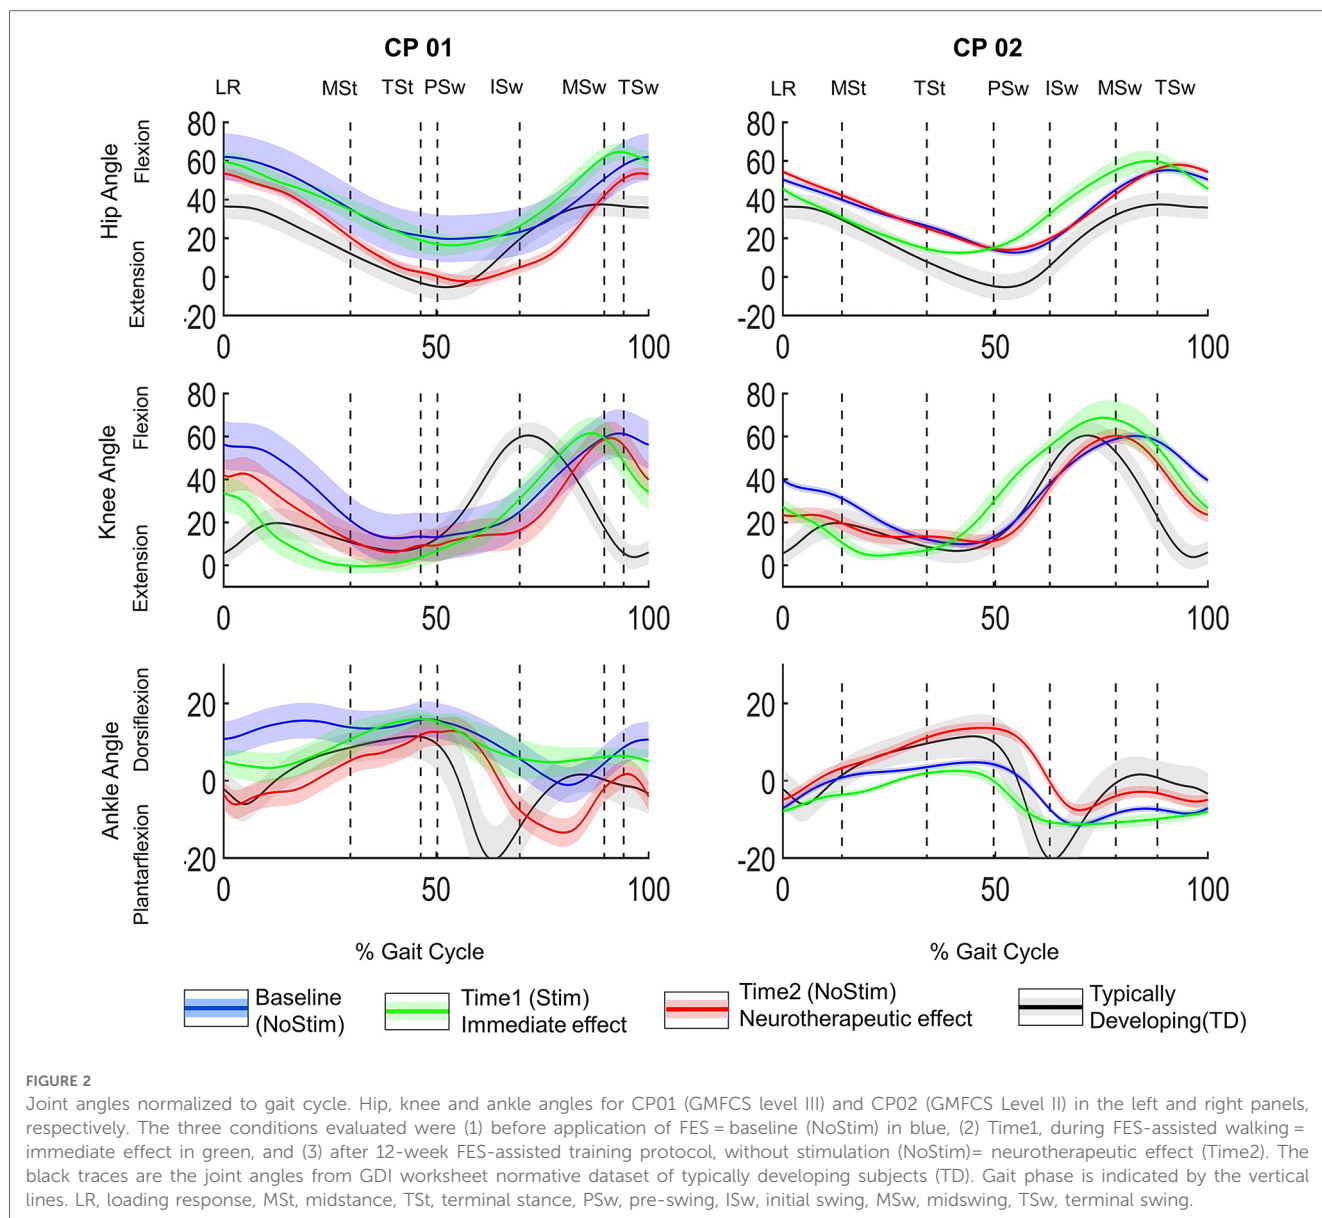 CP 01
CP 02
LR MSt TSt PSw ISw MSw TSw
LR MSt TSt PSw ISw MSw TSw
Hip Angle
Extension Flexion
80
60
40
20
0
-20
0 50 100
80
60
40
20
0
-20
0 50 100
Knee Angle
Extension Flexion
80
60
40
20
0
0 50 100
80
60
40
20
0
0 50 100
Ankle Angle
Plantarflexion Dorsiflexion
20
0
-20
0 50 100
20
0
-20
0 50 100
% Gait Cycle
% Gait Cycle
Baseline
(NoStim)
Time1 (Stim)
Immediate effect
Time2 (NoStim)
Neurotherapeutic effect
Typically
Developing(TD)
FIGURE 2
Joint angles normalized to gait cycle. Hip, knee and ankle angles for CP01 (GMFCS level III) and CP02 (GMFCS Level II) in the left and right panels,
respectively. The three conditions evaluated were (1) before application of FES = baseline (NoStim) in blue, (2) Time1, during FES-assisted walking =
immediate effect in green, and (3) after 12-week FES-assisted training protocol, without stimulation (NoStim)= neurotherapeutic effect (Time2). The
black traces are the joint angles from GDI worksheet normative dataset of typically developing subjects (TD). Gait phase is indicated by the vertical
lines. LR, loading response, MSt, midstance, TSt, terminal stance, PSw, pre-swing, ISw, initial swing, MSw, midswing, TSw, terminal swing.